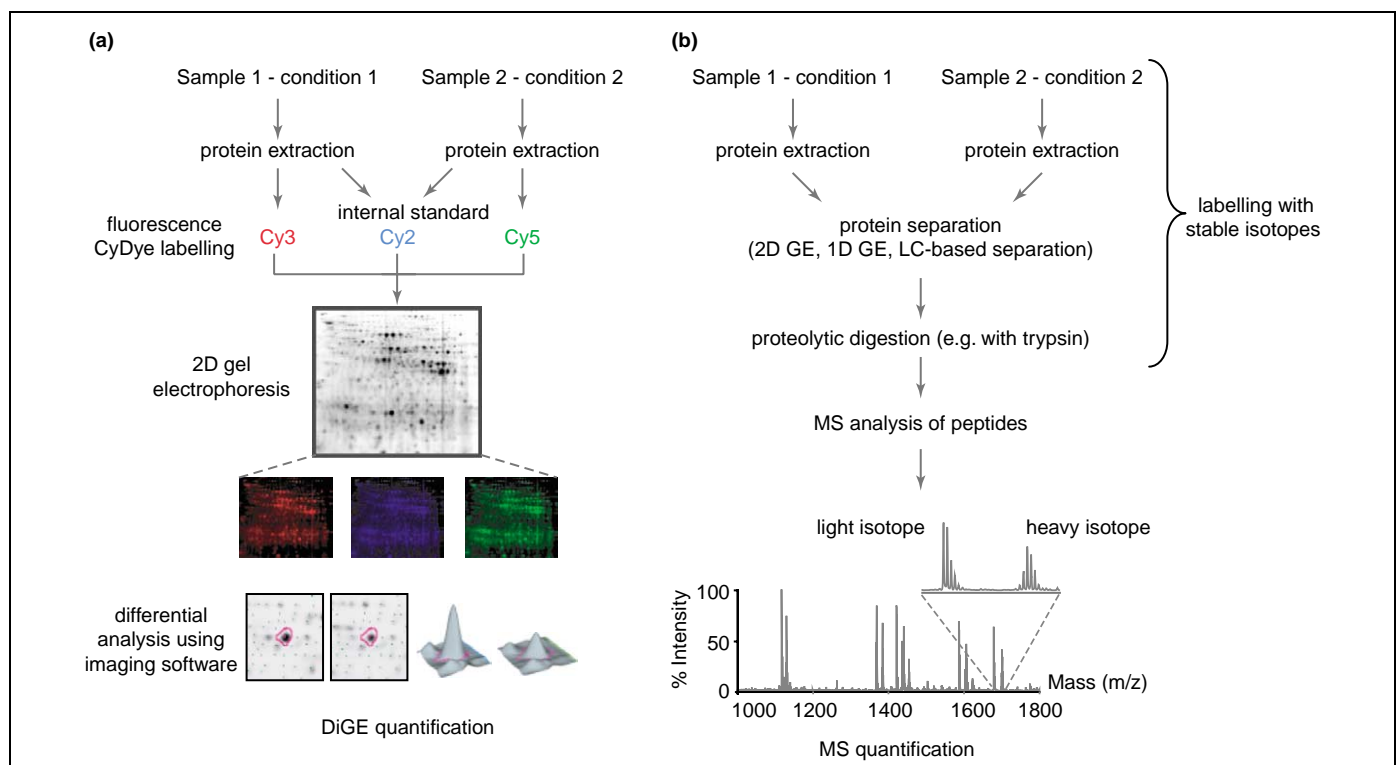 (a)
Sample 1 - condition 1
Sample 2 - condition 2
protein extraction
protein extraction
internal standard
fluorescence
CyDye labelling
Cy3
Cy2
Cy5
2D gel
electrophoresis
differential
analysis using
imaging software
DiGE quantification
(b)
Sample 1 - condition 1
Sample 2 - condition 2
protein extraction
protein extraction
protein separation
(2D GE, 1D GE, LC-based separation)
labelling with
stable isotopes
proteolytic digestion (e.g. with trypsin)
MS analysis of peptides
light isotope
heavy isotope
% Intensity
100
50
0
Mass (m/z)
1000 1200 1400 1600 1800
MS quantification